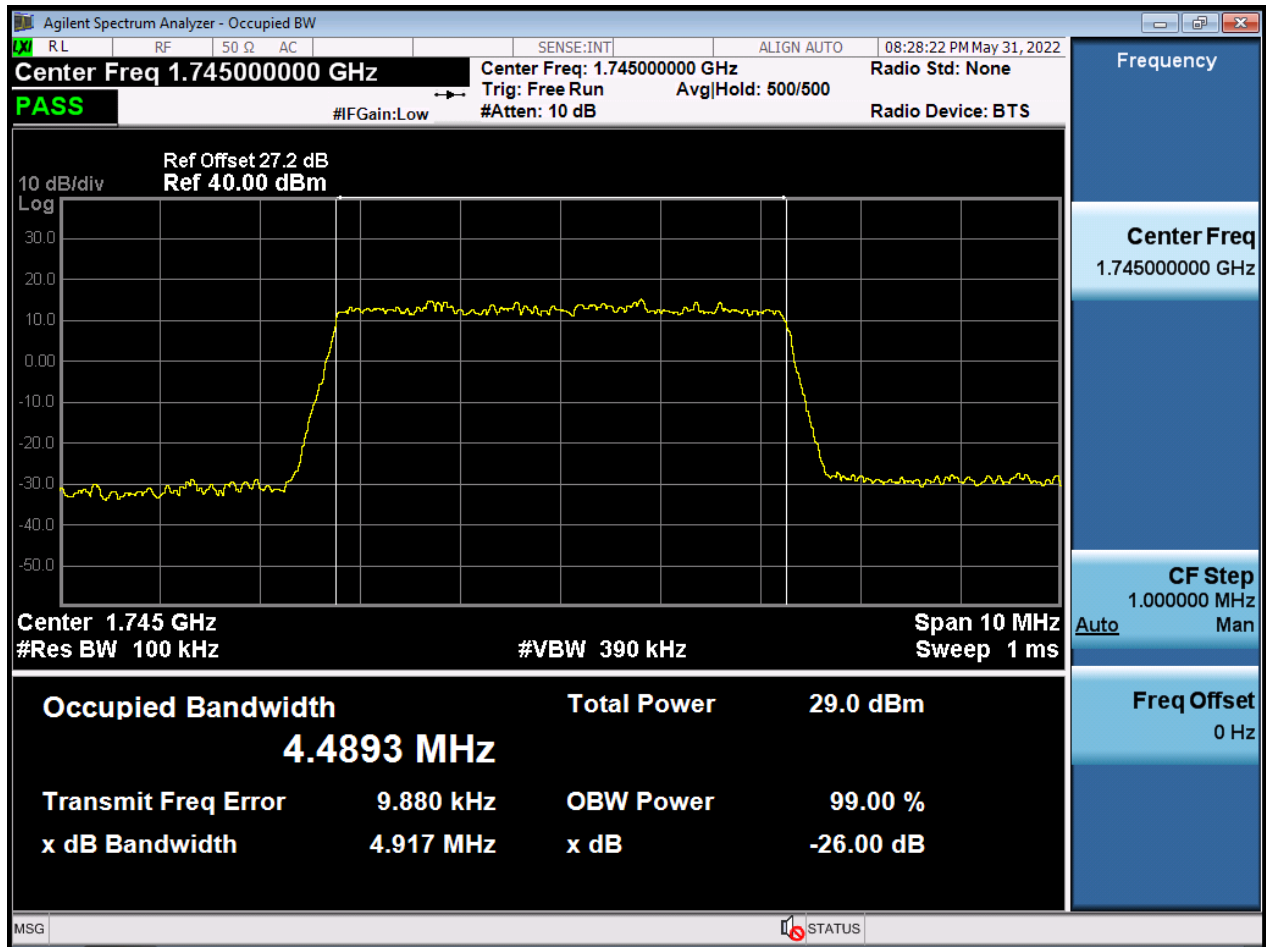 Agilent Spectrum Analyzer - Occupied BW
LXI RL RF 50 Ω AC SENSE:INT ALIGN AUTO 08:28:22 PM May 31, 2022
Center Freq 1.745000000 GHz
Center Freq: 1.745000000 GHz Radio Std: None
Trig: Free Run Avg|Hold: 500/500
PASS
#IFGain:Low #Atten: 10 dB Radio Device: BTS
Ref Offset 27.2 dB
10 dB/div Ref 40.00 dBm
Log
30.0
20.0
10.0
0.00
-10.0
-20.0
-30.0
-40.0
-50.0
Center 1.745 GHz Span 10 MHz
#Res BW 100 kHz #VBW 390 kHz Sweep 1 ms
Occupied Bandwidth Total Power 29.0 dBm
4.4893 MHz
Transmit Freq Error 9.880 kHz OBW Power 99.00 %
x dB Bandwidth 4.917 MHz x dB -26.00 dB
Frequency
Center Freq
1.745000000 GHz
CF Step
1.000000 MHz
Auto Man
Freq Offset
0 Hz
MSG STATUS